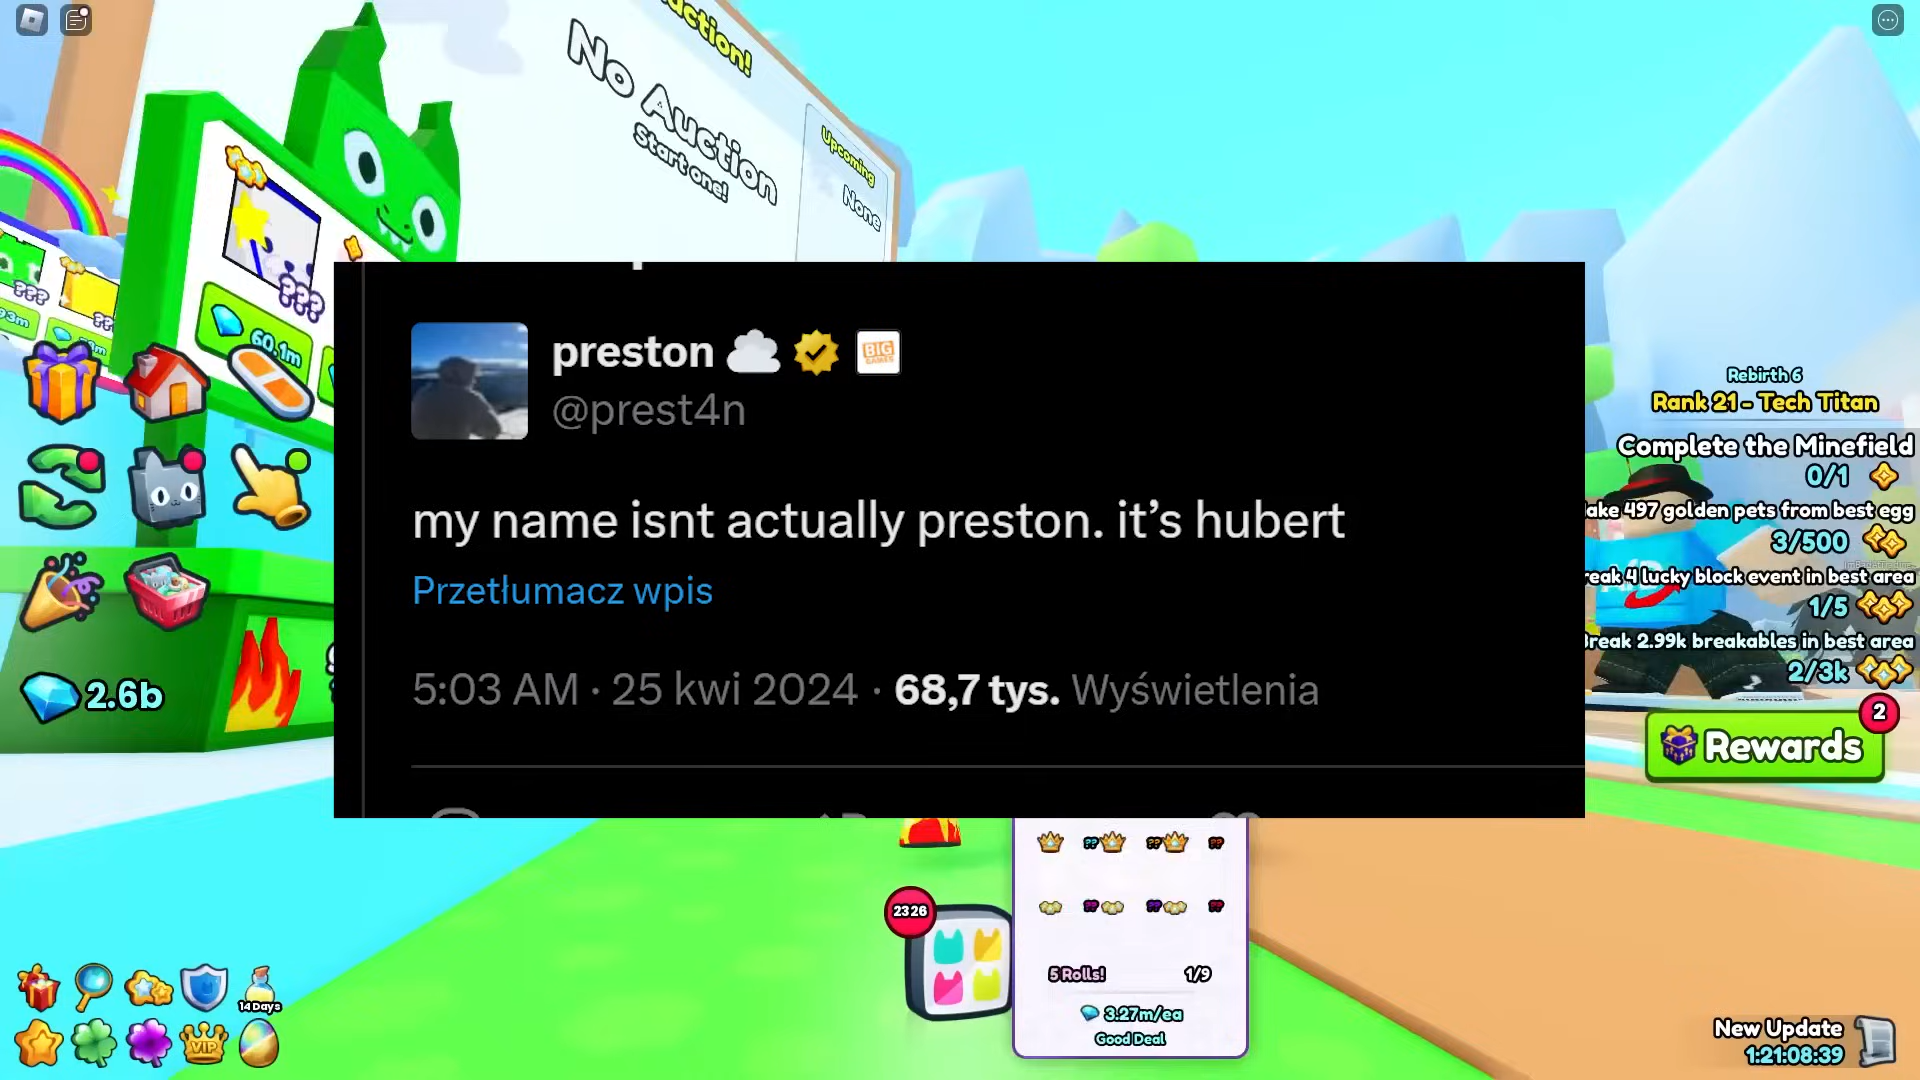 No Auction
Start one!
Upcoming
None
???
60.1m
preston
BIG
GAMES
@prest4n
my name isnt actually preston. it’s hubert
Przetłumacz wpis
5:03 AM · 25 kwi 2024 · 68,7 tys. Wyświetlenia
Rebirth 6
Rank 21 - Tech Titan
Complete the Minefield
0/1
ake 497 golden pets from best egg
3/500
reak 4 lucky block event in best area
1/5
Break 2.99k breakables in best area
2/3k
2
Rewards
2.6b
2326
5 Rolls!
1/9
3.27m/ea
Good Deal
14 Days
VIP
New Update
1:21:08:39